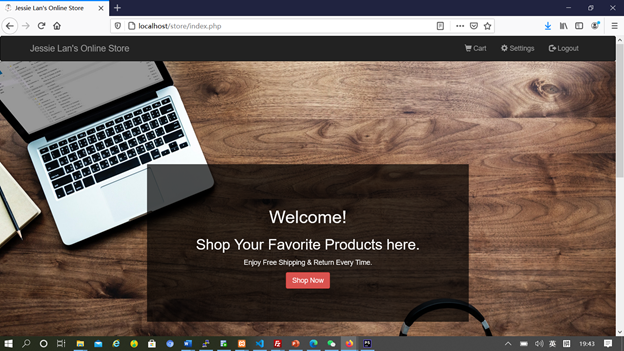 Jessie Lan's Online Store
localhost/store/index.php
Jessie Lan's Online Store
Cart
Settings
Logout
Welcome!
Shop Your Favorite Products here.
Enjoy Free Shipping & Return Every Time.
Shop Now
英
19:43